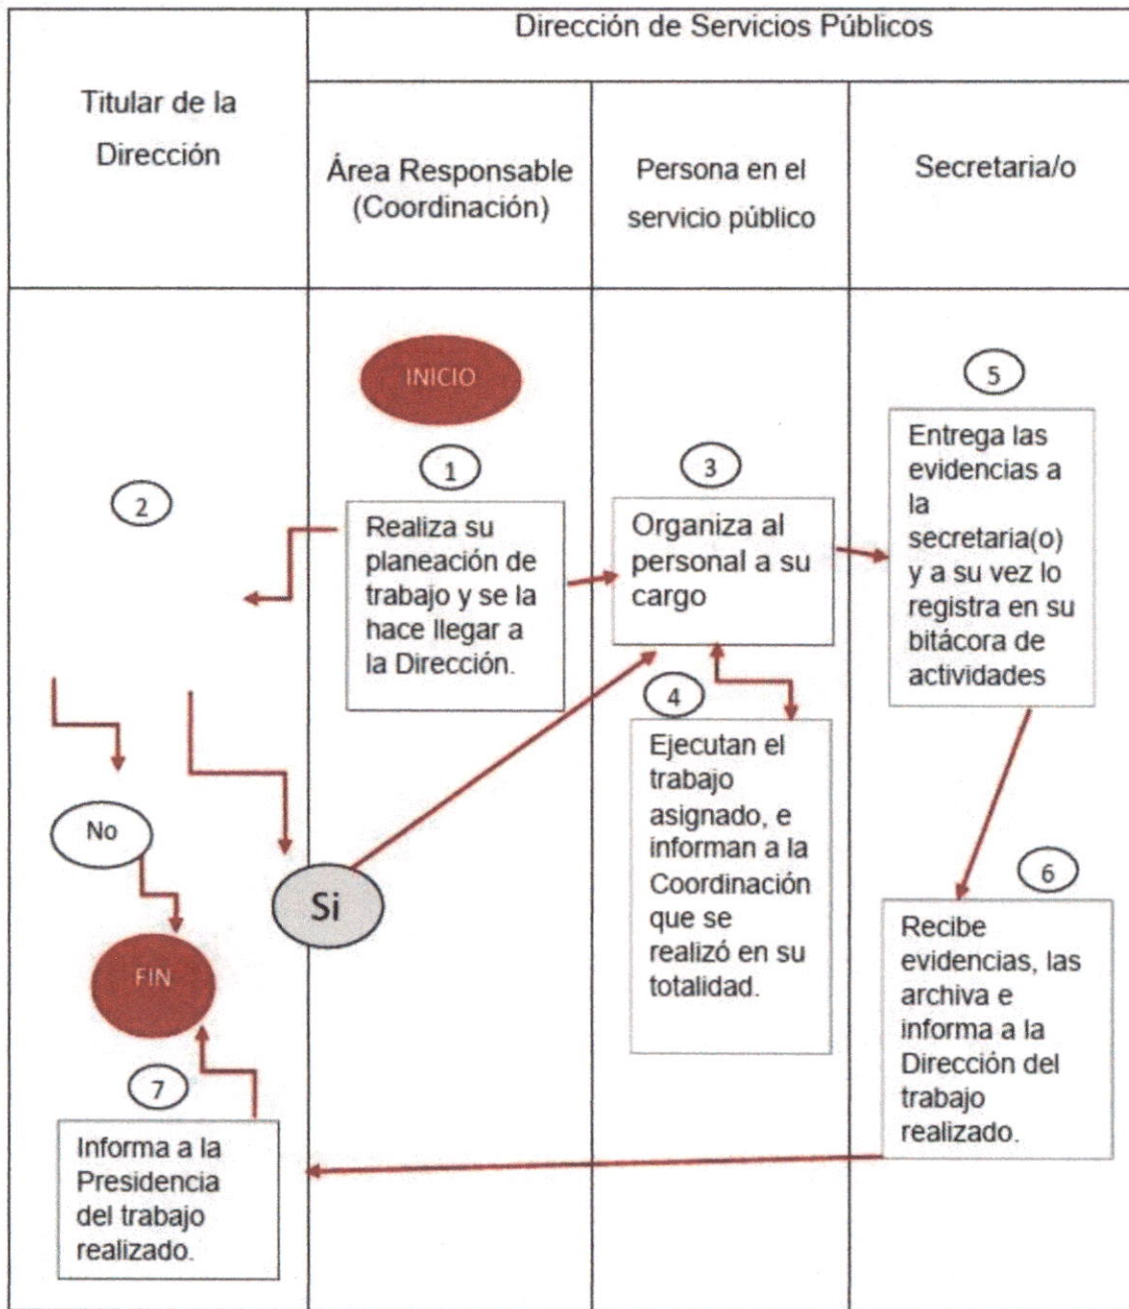 Dirección de Servicios Públicos
Titular de la
Dirección
Área Responsable
(Coordinación)
Persona en el
servicio público
Secretaria/o
INICIO
1
Realiza su
planeación de
trabajo y se la
hace llegar a
la Dirección.
2
No
Si
FIN
3
Organiza al
personal a su
cargo
4
Ejecutan el
trabajo
asignado, e
informan a la
Coordinación
que se
realizó en su
totalidad.
5
Entrega las
evidencias a
la
secretaria(o)
y a su vez lo
registra en su
bitácora de
actividades
6
Recibe
evidencias, las
archiva e
informa a la
Dirección del
trabajo
realizado.
7
Informa a la
Presidencia
del trabajo
realizado.